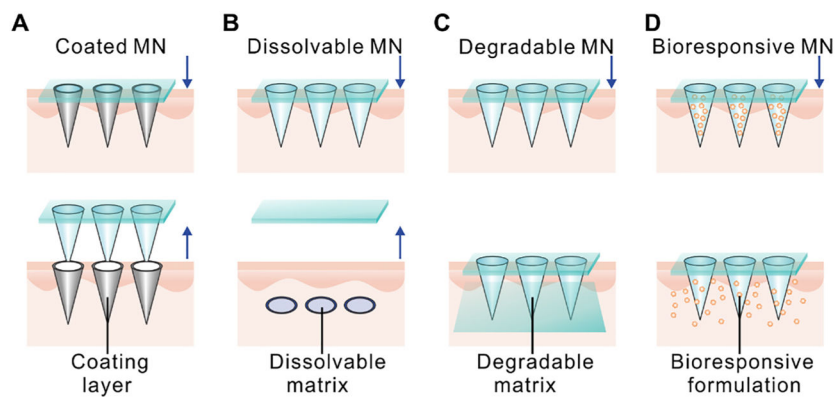 A
Coated MN
B
Dissolvable MN
C
Degradable MN
D
Bioresponsive MN
Coating
layer
Dissolvable
matrix
Degradable
matrix
Bioresponsive
formulation